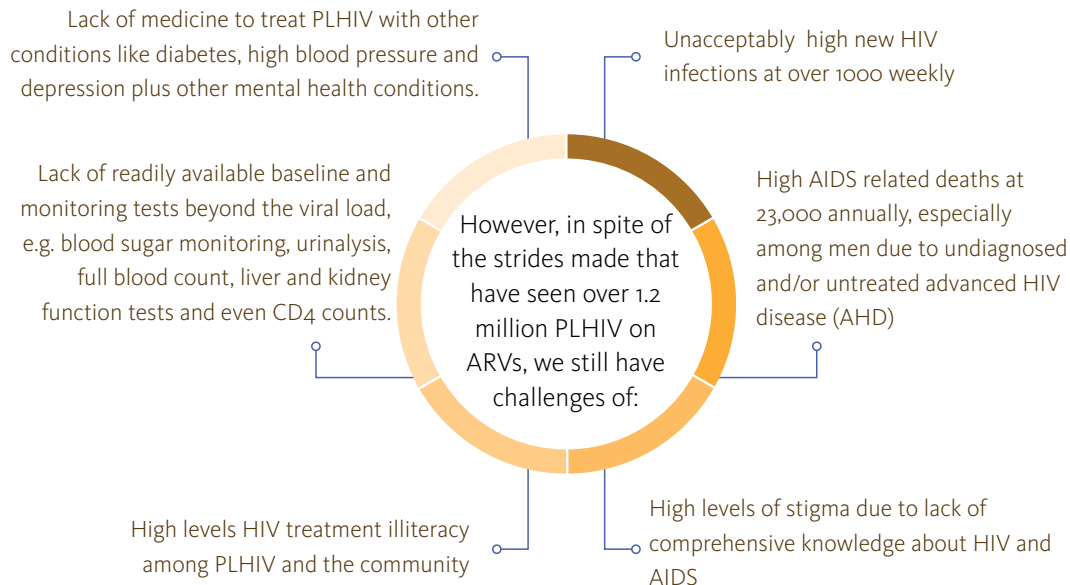 However, in spite of
the strides made that
have seen over 1.2
million PLHIV on
ARVs, we still have
challenges of:
Unacceptably high new HIV
infections at over 1000 weekly
High AIDS related deaths at
23,000 annually, especially
among men due to undiagnosed
and/or untreated advanced HIV
disease (AHD)
High levels of stigma due to lack of
comprehensive knowledge about HIV and
AIDS
High levels HIV treatment illiteracy
among PLHIV and the community
Lack of readily available baseline and
monitoring tests beyond the viral load,
e.g. blood sugar monitoring, urinalysis,
full blood count, liver and kidney
function tests and even CD4 counts.
Lack of medicine to treat PLHIV with other
conditions like diabetes, high blood pressure and
depression plus other mental health conditions.